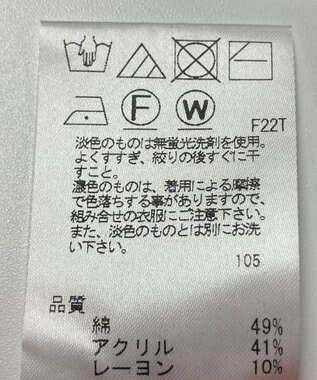 F
W
F22T
淡色のものは無蛍光洗剤を使用。
よくすすぎ、絞りの後すぐに干
すこと。
濃色のものは、着用による摩擦
で色落ちする事がありますので、
組み合せの衣服にご注意下さい。
また、淡色のものとは別にお洗
い下さい。
105
品質
綿 49%
アクリル 41%
レーヨン 10%